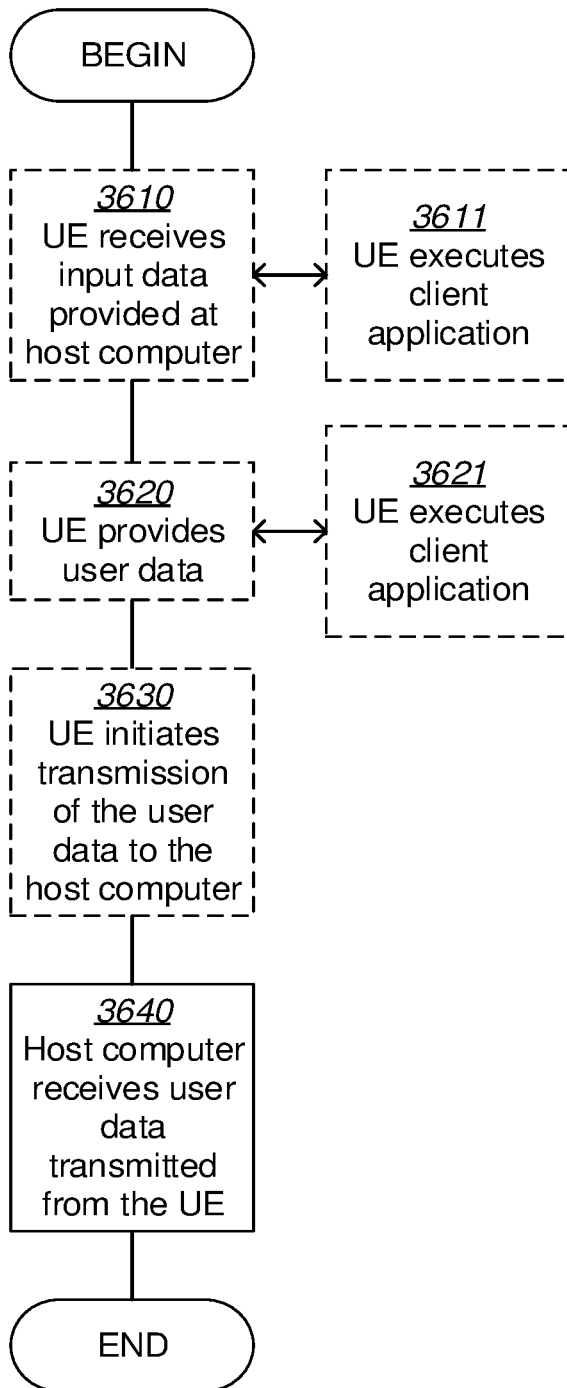 BEGIN
3610
UE receives
input data
provided at
host computer
3611
UE executes
client
application
3620
UE provides
user data
3621
UE executes
client
application
3630
UE initiates
transmission
of the user
data to the
host computer
3640
Host computer
receives user
data
transmitted
from the UE
END